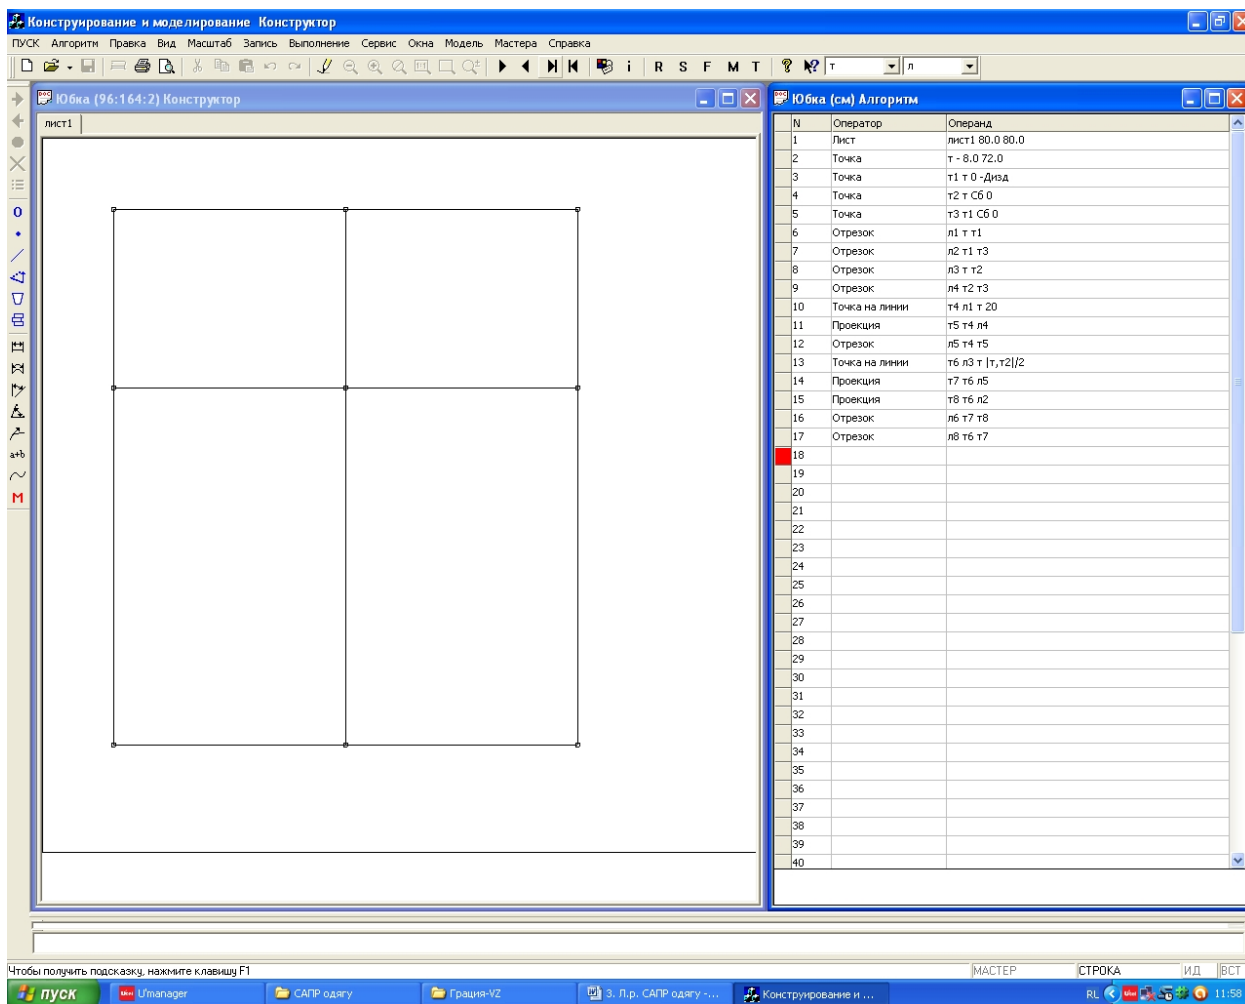 Конструирование и моделирование Конструктор
ПУСК Алгоритм Правка Вид Масштаб Запись Выполнение Сервис Окна Модель Мастера Справка
i R S F M T т л
Юбка (96:164:2) Конструктор
лист1
a+b
M
Юбка (см) Алгоритм
N Оператор Операнд
1 Лист лист1 80.0 80.0
2 Точка т - 8.0 72.0
3 Точка т1 т 0 -Дизд
4 Точка т2 т Сб 0
5 Точка т3 т1 Сб 0
6 Отрезок л1 т т1
7 Отрезок л2 т1 т3
8 Отрезок л3 т т2
9 Отрезок л4 т2 т3
10 Точка на линии т4 л1 т 20
11 Проекция т5 т4 л4
12 Отрезок л5 т4 т5
13 Точка на линии т6 л3 т |т,т2|/2
14 Проекция т7 т6 л5
15 Проекция т8 т6 л2
16 Отрезок л6 т7 т8
17 Отрезок л8 т6 т7
18
19
20
21
22
23
24
25
26
27
28
29
30
31
32
33
34
35
36
37
38
39
40
Чтобы получить подсказку, нажмите клавишу F1
МАСТЕР СТРОКА ИД ВСТ
пуск U'manager САПР одягу Грация-VZ 3. Л.р. САПР одягу -... Конструирование и ... RL 11:58